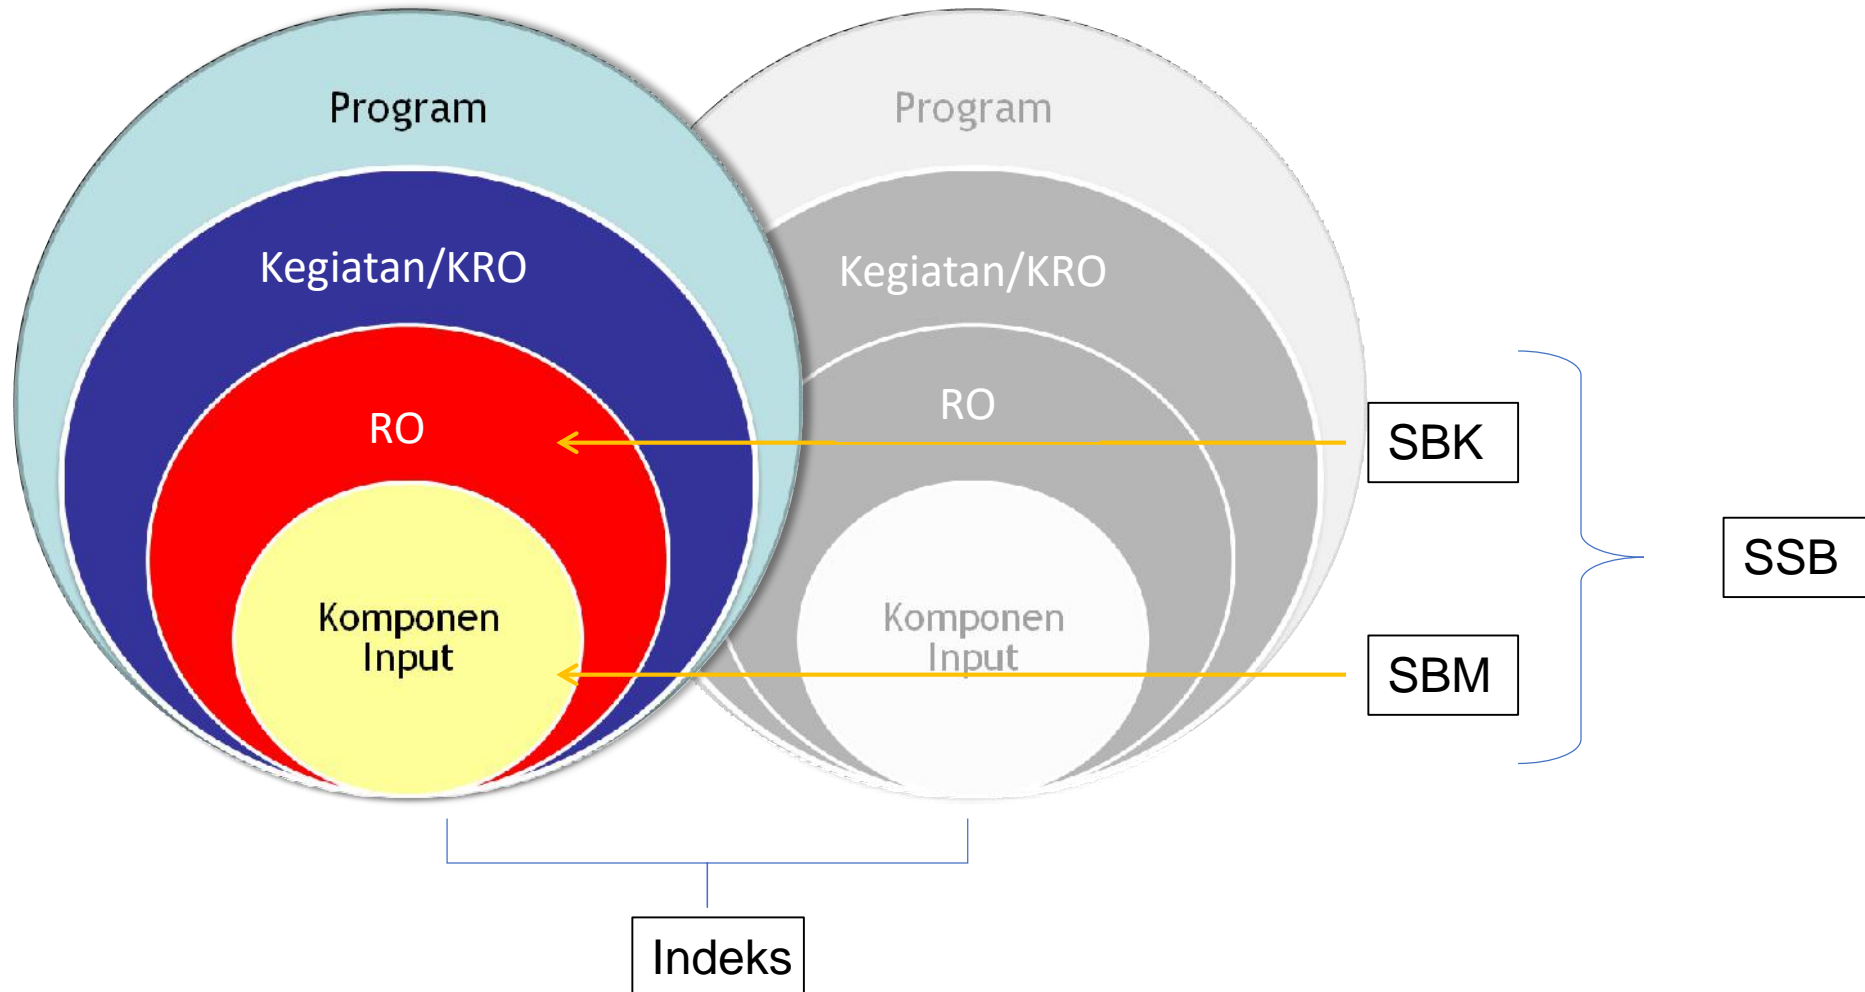 Program
Kegiatan/KRO
RO
Komponen
Input
Program
Kegiatan/KRO
RO
Komponen
Input
SBK
SBM
SSB
Indeks